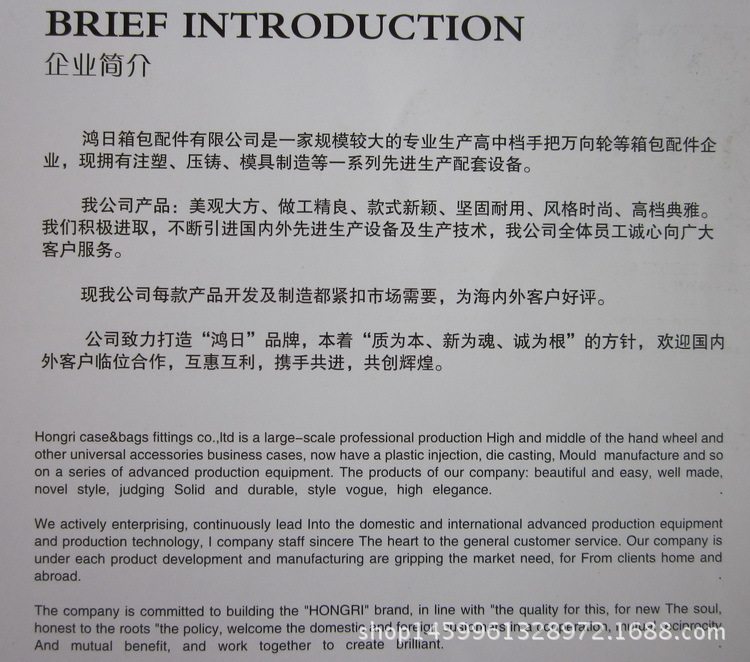 BRIEF INTRODUCTION
企业简介
鸿日箱包配件有限公司是一家规模较大的专业生产高中档手把万向轮等箱包配件企
业，现拥有注塑、压铸、模具制造等一系列先进生产配套设备。
我公司产品：美观大方、做工精良、款式新颖、坚固耐用、风格时尚、高档典雅。
我们积极进取，不断引进国内外先进生产设备及生产技术，我公司全体员工诚心向广大
客户服务。
现我公司每款产品开发及制造都紧扣市场需要，为海内外客户好评。
公司致力打造“鸿日”品牌，本着“质为本、新为魂、诚为根”的方针，欢迎国内
外客户临位合作，互惠互利，携手共进，共创辉煌。
Hongri case&bags fittings co.,ltd is a large-scale professional production High and middle of the hand wheel and
other universal accessories business cases, now have a plastic injection, die casting, Mould manufacture and so
on a series of advanced production equipment. The products of our company: beautiful and easy, well made,
novel style, judging Solid and durable, style vogue, high elegance.
We actively enterprising, continuously lead Into the domestic and international advanced production equipment
and production technology, I company staff sincere The heart to the general customer service. Our company is
under each product development and manufacturing are gripping the market need, for From clients home and
abroad.
The company is committed to building the "HONGRI" brand, in line with "the quality for this, for new The soul,
honest to the roots "the policy, welcome the domestic and foreign customers in a cooperation, mutual reciprocity
And mutual benefit, and work together to create brilliant.
shop1459961328972.1688.com